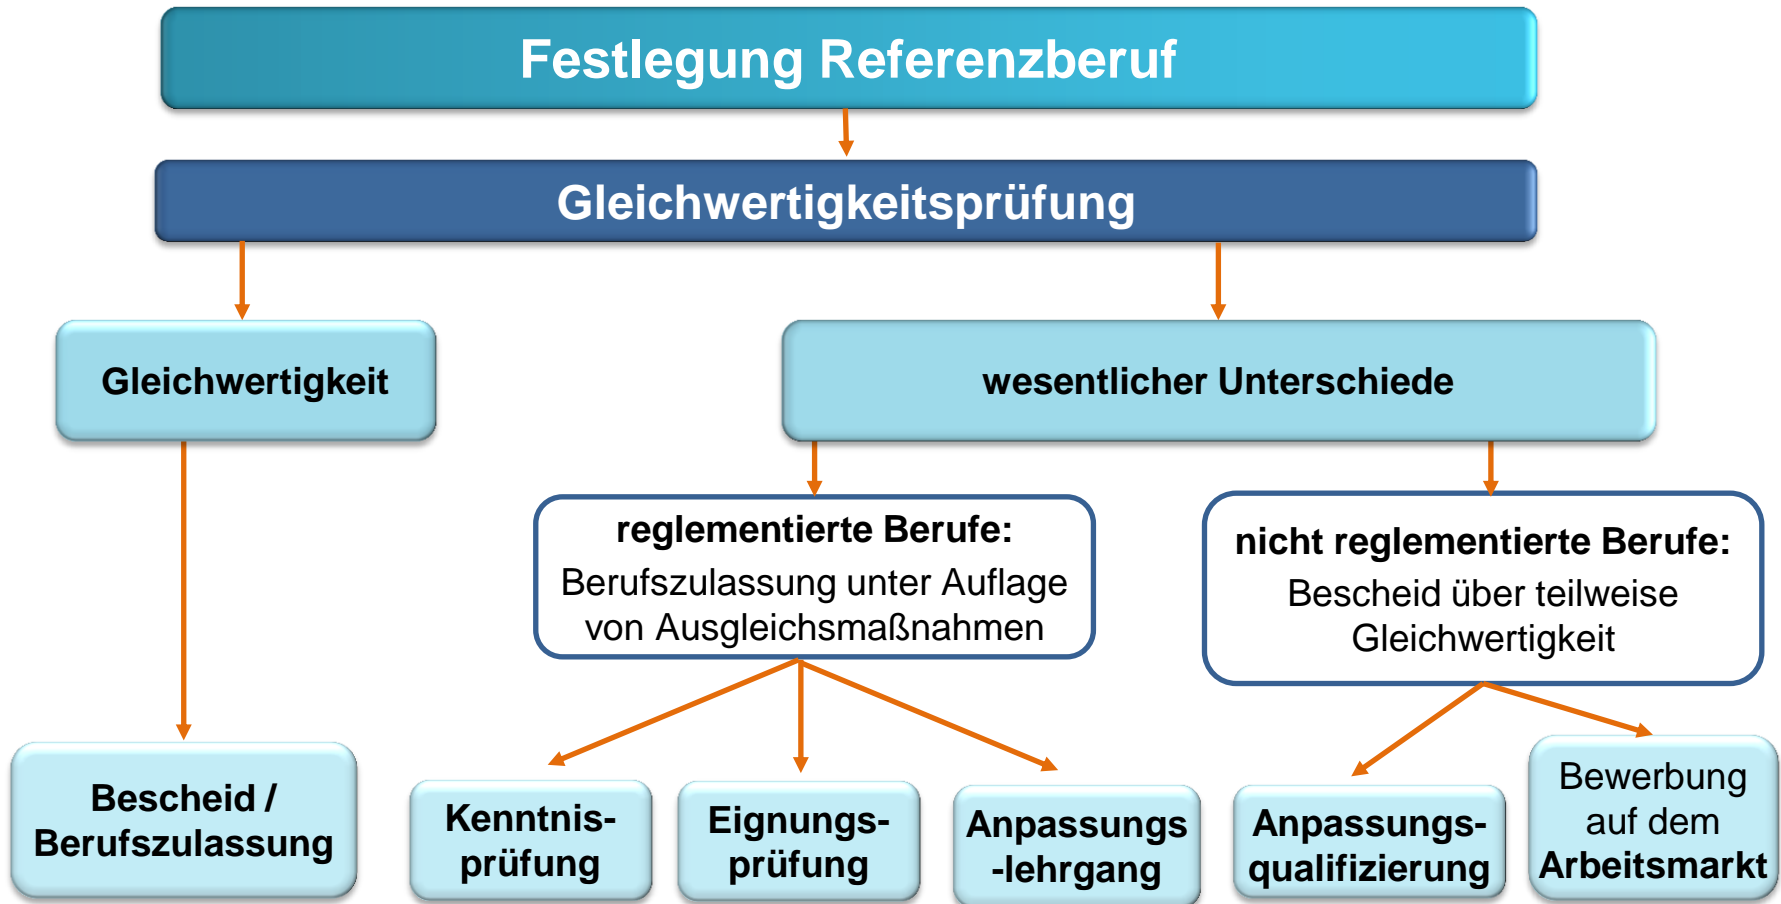 Festlegung Referenzberuf
Gleichwertigkeitsprüfung
Gleichwertigkeit
wesentlicher Unterschiede
reglementierte Berufe:
Berufszulassung unter Auflage
von Ausgleichsmaßnahmen
nicht reglementierte Berufe:
Bescheid über teilweise
Gleichwertigkeit
Bescheid /
Berufszulassung
Kenntnis-
prüfung
Eignungs-
prüfung
Anpassungs
-lehrgang
Anpassungs-
qualifizierung
Bewerbung
auf dem
Arbeitsmarkt